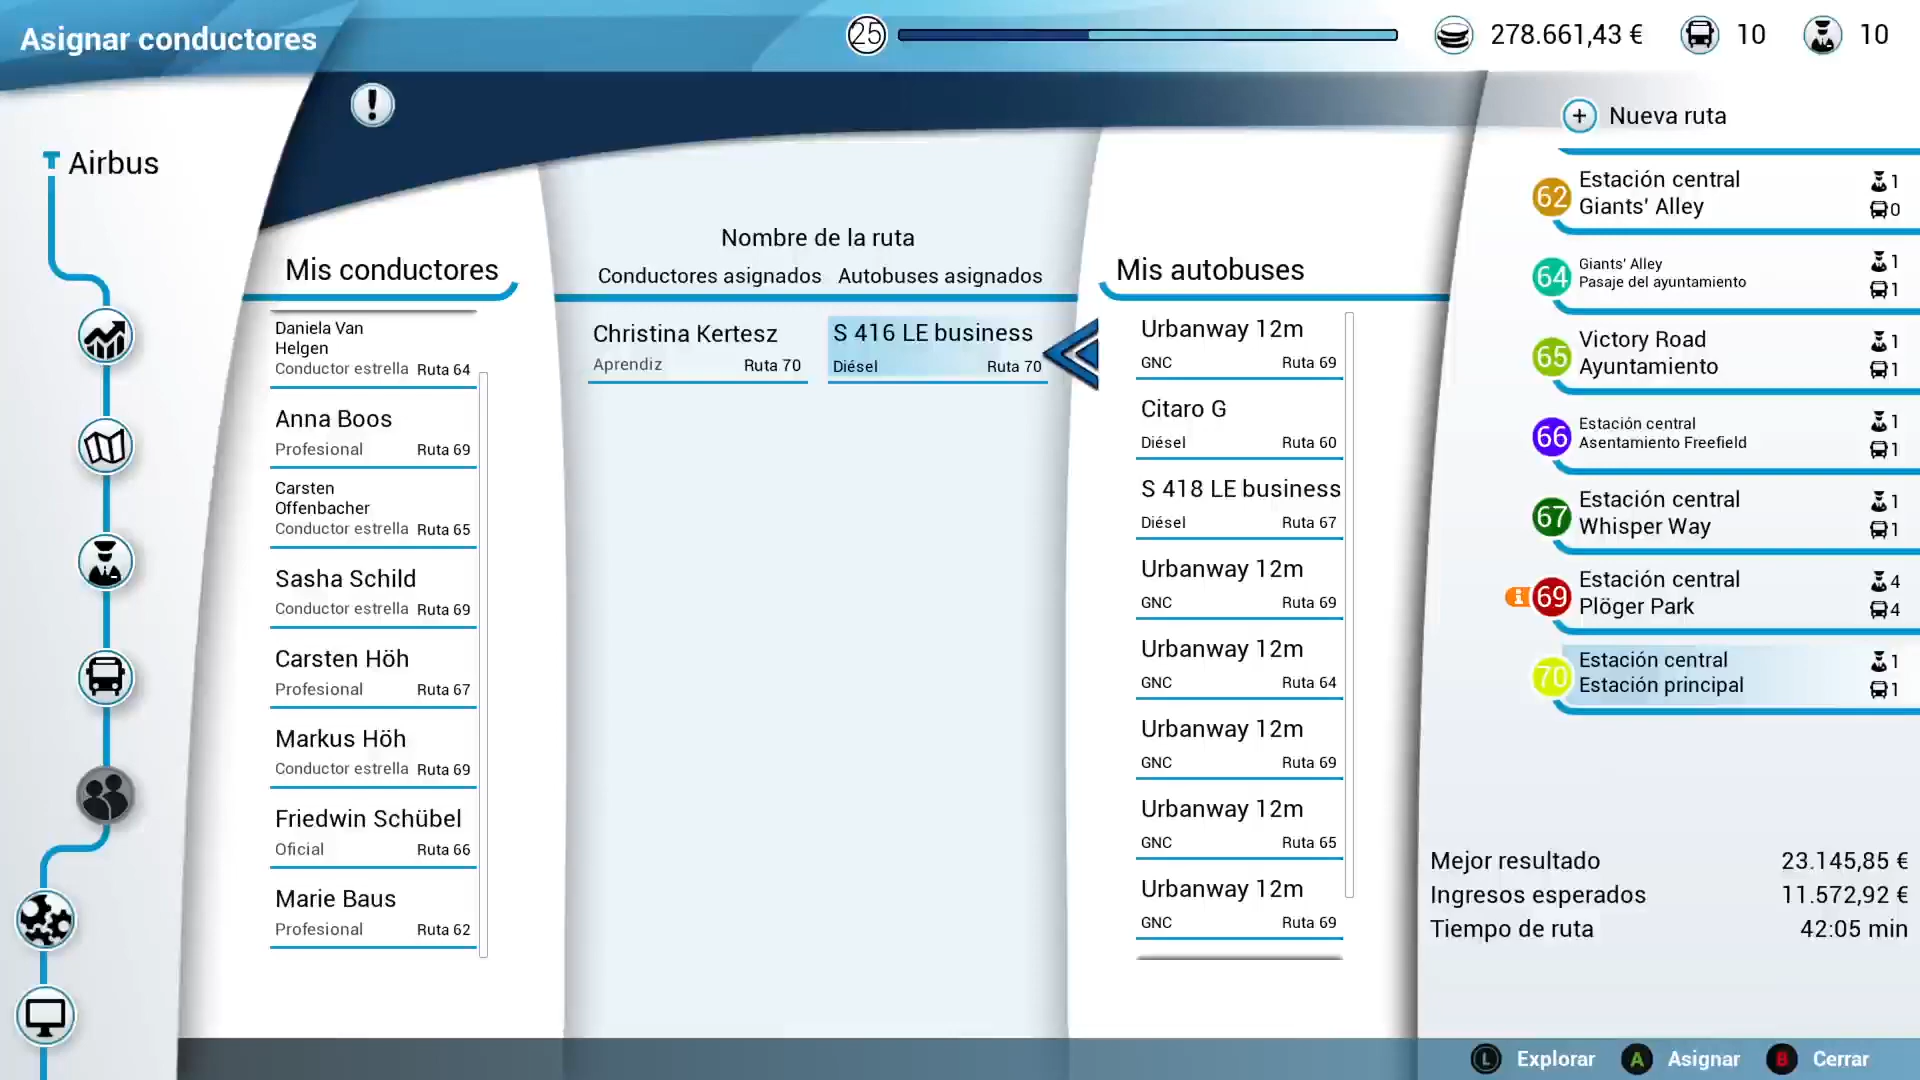 Asignar conductores
25
278.661,43 €
10
10
Airbus
Mis conductores
Daniela Van
Helgen
Conductor estrella Ruta 64
Anna Boos
Profesional Ruta 69
Carsten
Offenbacher
Conductor estrella Ruta 65
Sasha Schild
Conductor estrella Ruta 69
Carsten Höh
Profesional Ruta 67
Markus Höh
Conductor estrella Ruta 69
Friedwin Schübel
Oficial Ruta 66
Marie Baus
Profesional Ruta 62
Nombre de la ruta
Conductores asignados Autobuses asignados
Christina Kertesz
Aprendiz Ruta 70
S 416 LE business
Diésel Ruta 70
Mis autobuses
Urbanway 12m
GNC Ruta 69
Citaro G
Diésel Ruta 60
S 418 LE business
Diésel Ruta 67
Urbanway 12m
GNC Ruta 69
Urbanway 12m
GNC Ruta 64
Urbanway 12m
GNC Ruta 69
Urbanway 12m
GNC Ruta 65
Urbanway 12m
GNC Ruta 69
+ Nueva ruta
62 Estación central 1
Giants' Alley 0
64 Giants' Alley 1
Pasaje del ayuntamiento 1
65 Victory Road 1
Ayuntamiento 1
66 Estación central 1
Asentamiento Freefield 1
67 Estación central 1
Whisper Way 1
69 Estación central 4
Plöger Park 4
70 Estación central 1
Estación principal 1
Mejor resultado 23.145,85 €
Ingresos esperados 11.572,92 €
Tiempo de ruta 42:05 min
L Explorar A Asignar B Cerrar